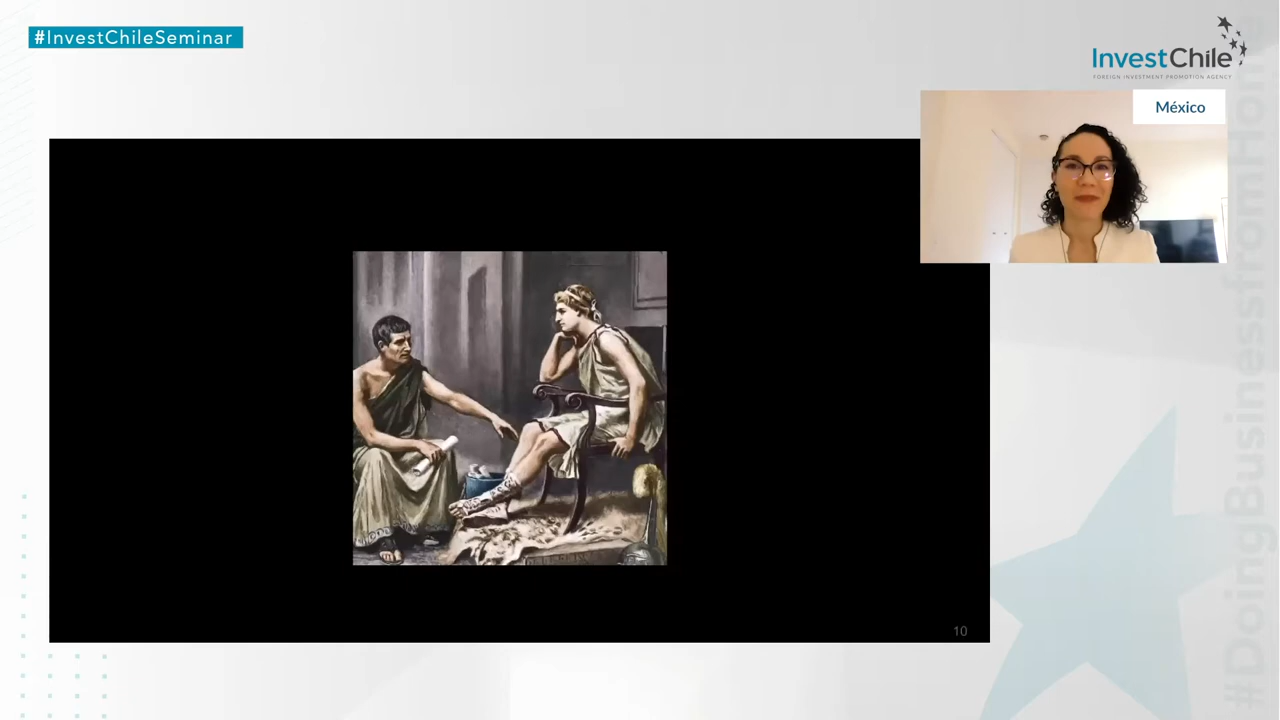 #InvestChileSeminar
InvestChile
FOREIGN INVESTMENT PROMOTION AGENCY
México
10
#DoingBusinessfromHome